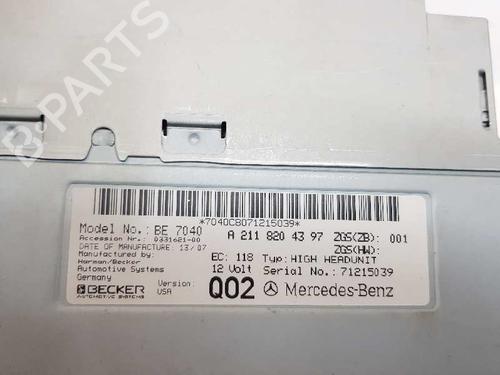 B-PARTS
*7040CB071215039*
Model No.: BE 7040
Accession Nr.: 0331621-00
DATE OF MANUFACTURE: 13/07
Manufactured by:
Harman/Becker
Automotive Systems
Germany
A 211 820 43 97 ZGS(ZB): 001
ZGS(HW):
EC: 118 Typ: HIGH HEADUNIT
12 Volt Serial No.: 71215039
BECKER
AUTOMOTIVE SYSTEMS
Version:
USA
Q02 Mercedes-Benz